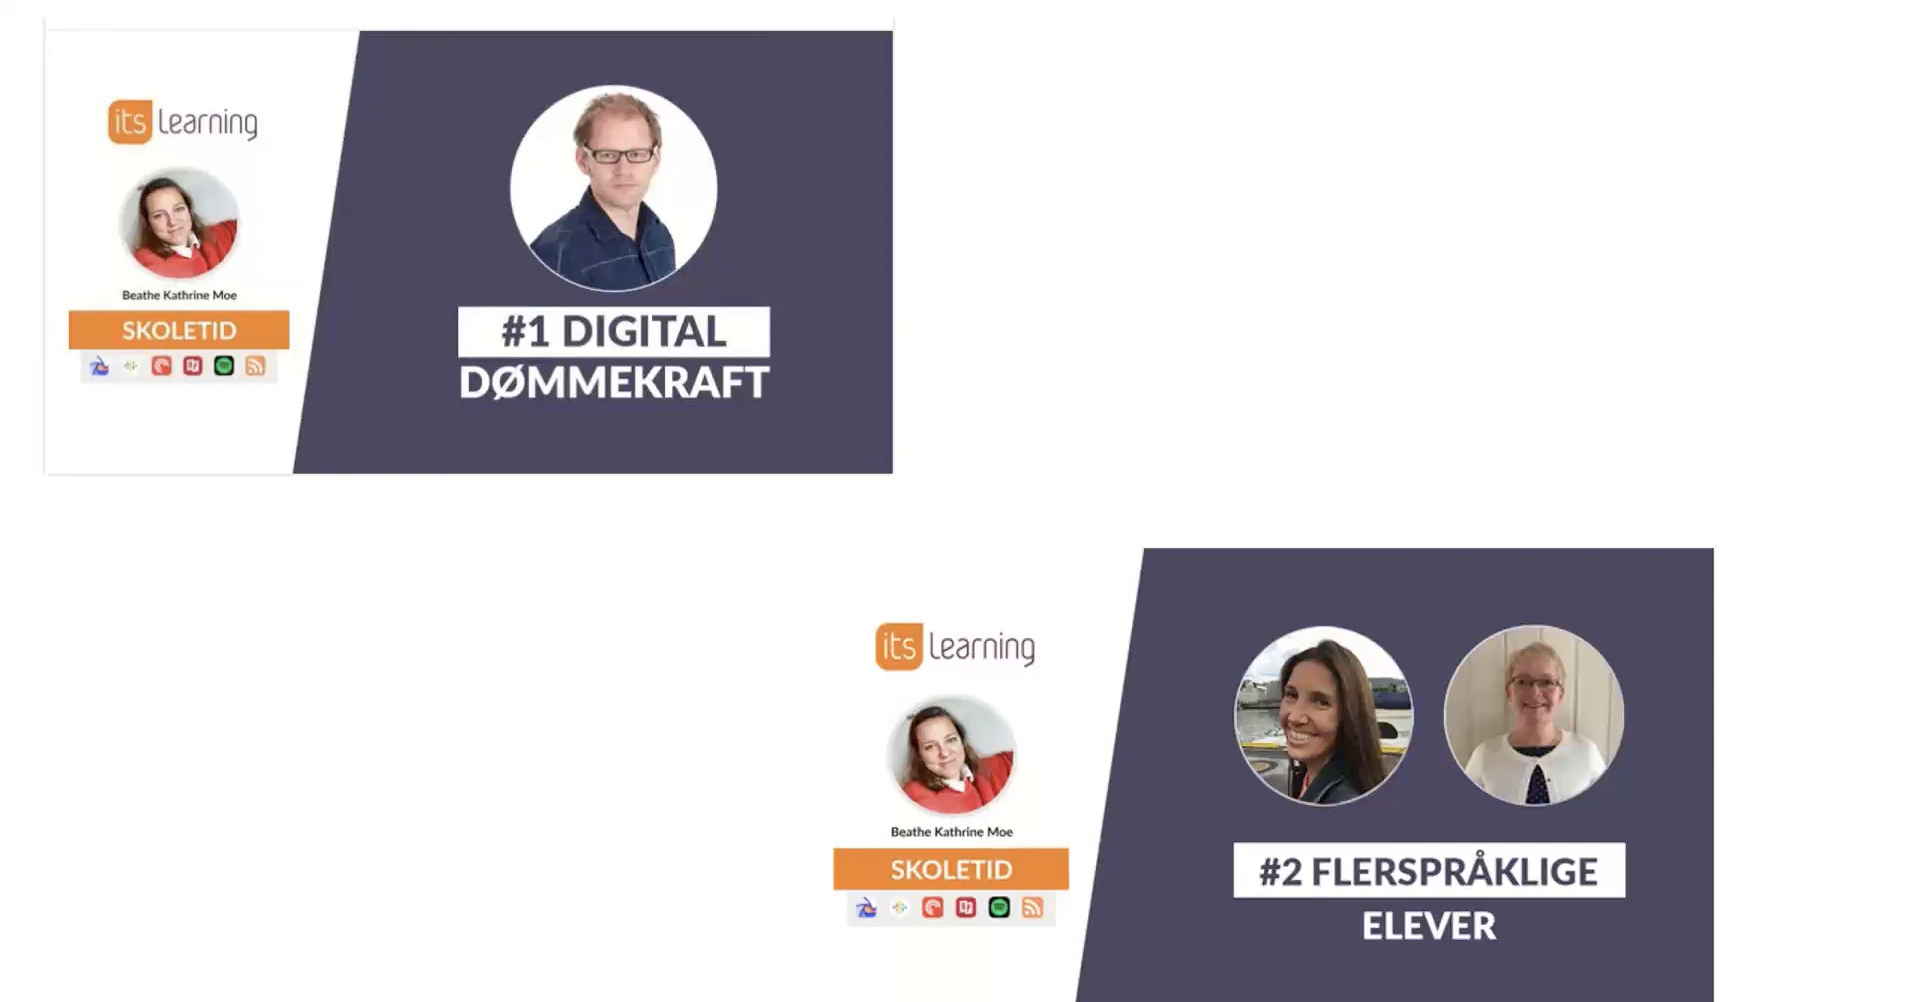 its learning
Beathe Kathrine Moe
SKOLETID
#1 DIGITAL
DØMMEKRAFT
its learning
Beathe Kathrine Moe
SKOLETID
#2 FLERSPRÅKLIGE
ELEVER